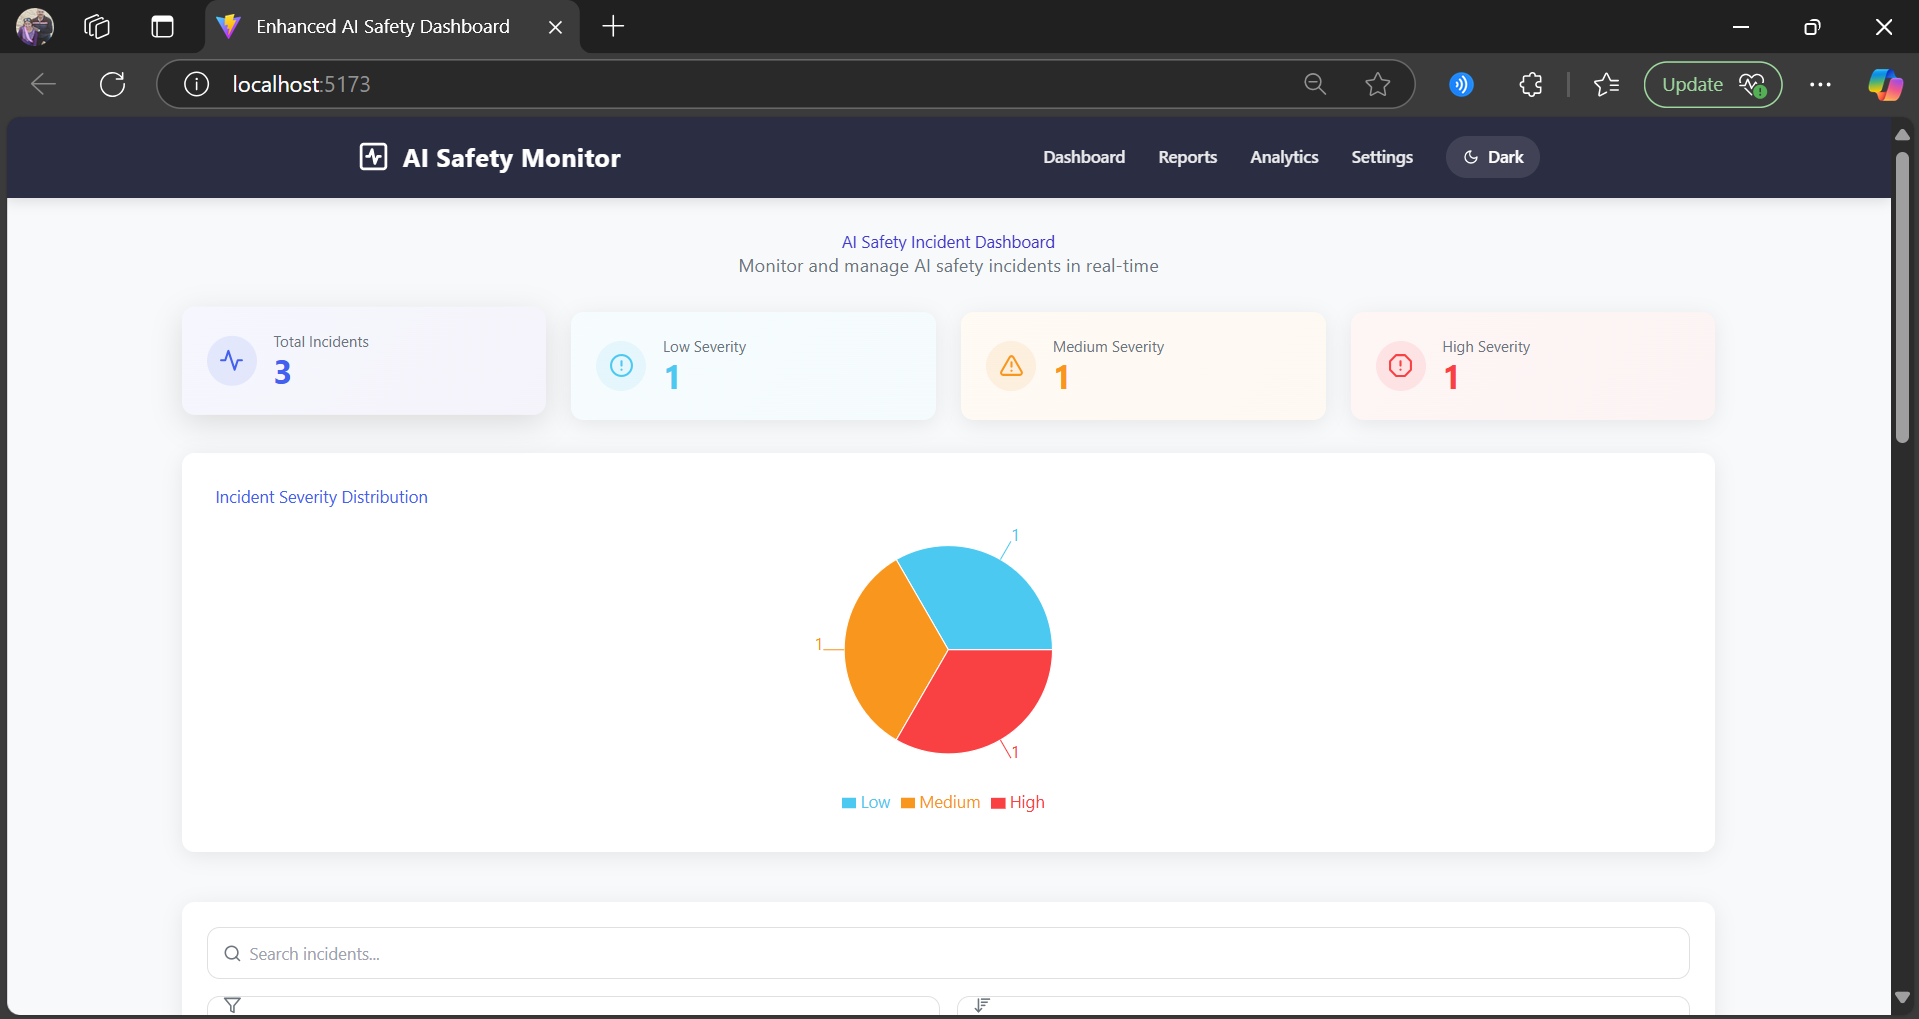 Enhanced AI Safety Dashboard
localhost:5173
Update
AI Safety Monitor
Dashboard
Reports
Analytics
Settings
Dark
AI Safety Incident Dashboard
Monitor and manage AI safety incidents in real-time
Total Incidents
3
Low Severity
1
Medium Severity
1
High Severity
1
Incident Severity Distribution
1
1
1
Low
Medium
High
Search incidents...